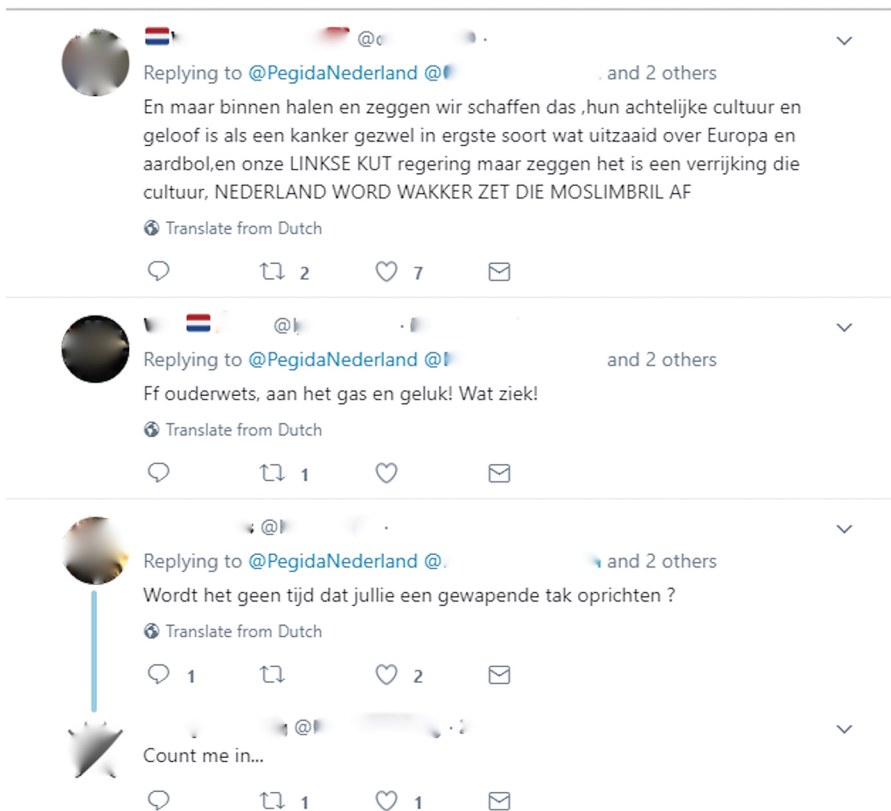 Replying to @PegidaNederland @ and 2 others
En maar binnen halen en zeggen wir schaffen das ,hun achtelijke cultuur en
geloof is als een kanker gezwel in ergste soort wat uitzaaid over Europa en
aardbol,en onze LINKSE KUT regering maar zeggen het is een verrijking die
cultuur, NEDERLAND WORD WAKKER ZET DIE MOSLIMBRIL AF
Translate from Dutch
2 7
Replying to @PegidaNederland @ and 2 others
Ff ouderwets, aan het gas en geluk! Wat ziek!
Translate from Dutch
1
Replying to @PegidaNederland @ and 2 others
Wordt het geen tijd dat jullie een gewapende tak oprichten ?
Translate from Dutch
1 2
Count me in...
1 1